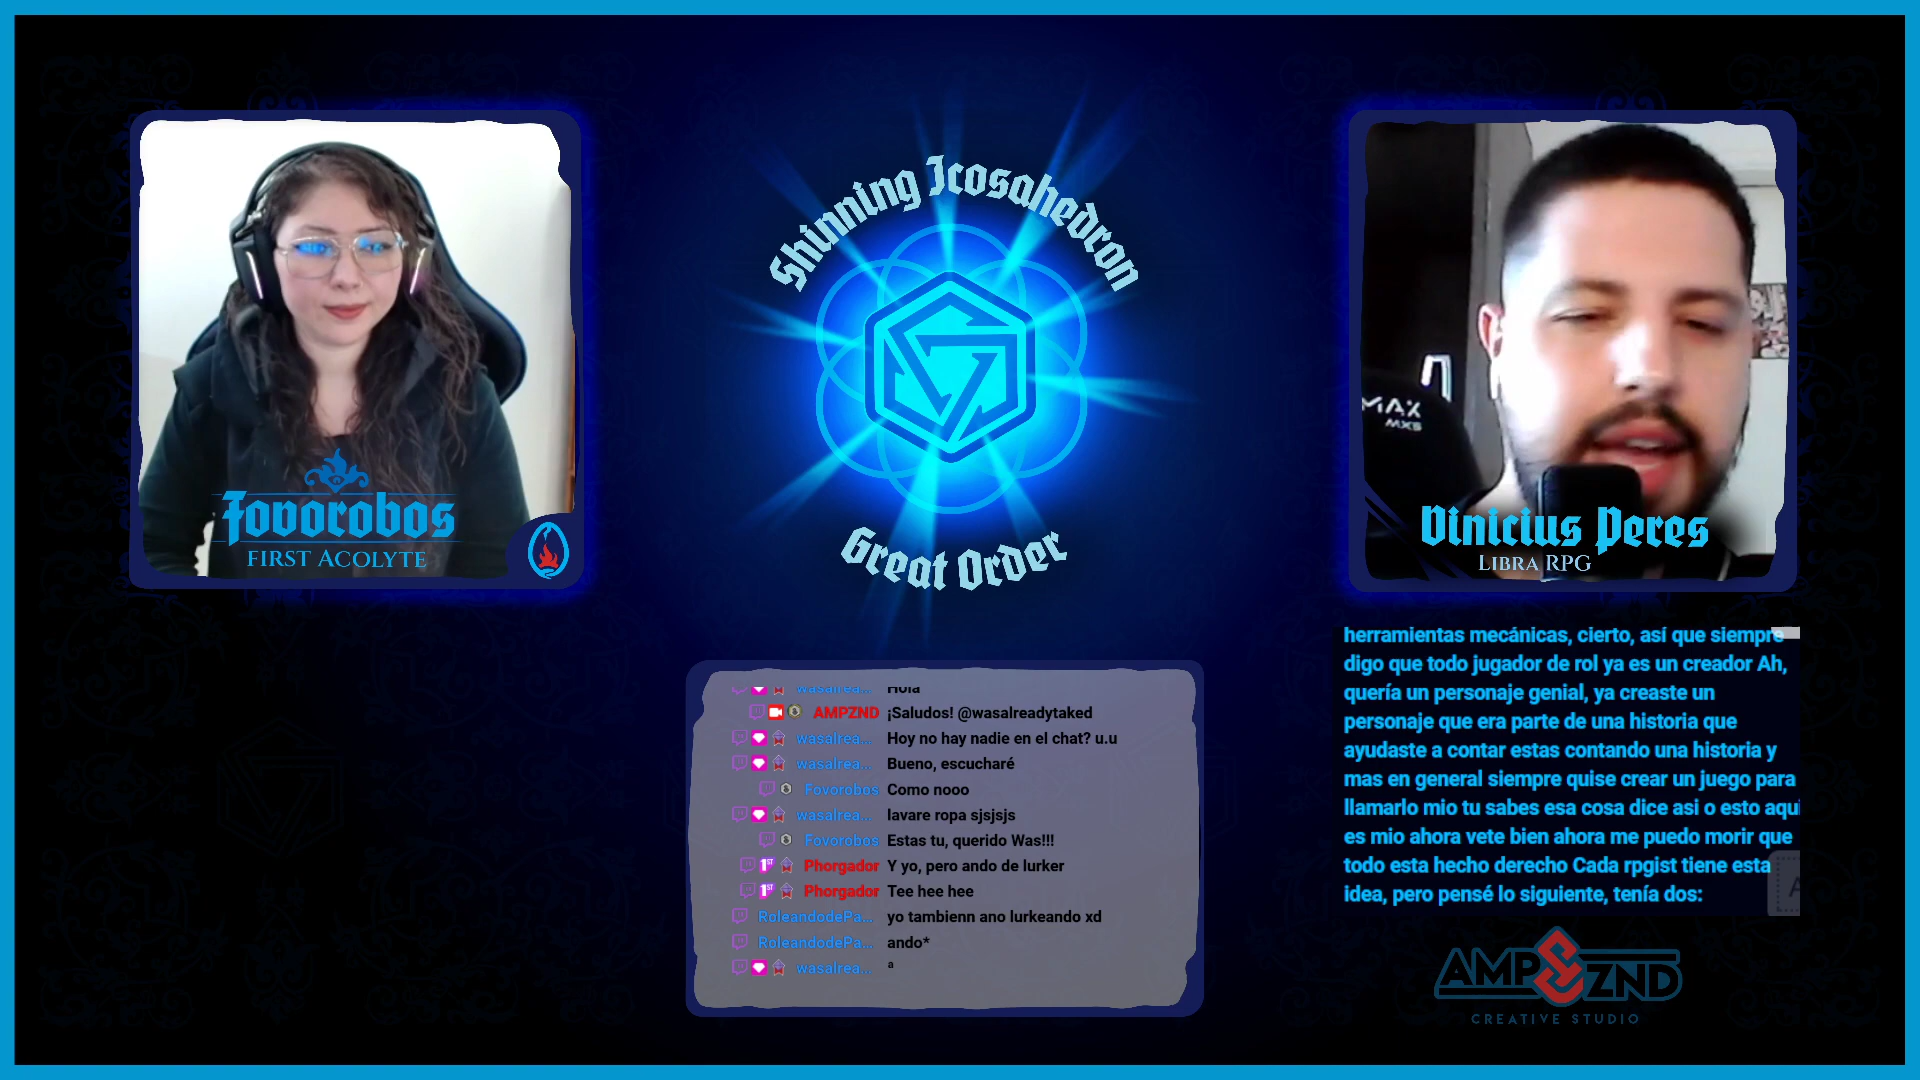 Shinning Icosahedron
Great Order
Fovorobos
FIRST ACOLYTE
MAX
MX5
Vinicius Peres
LIBRA RPG
wasalrea... Hola
AMPZND ¡Saludos! @wasalreadytaked
wasalrea... Hoy no hay nadie en el chat? u.u
wasalrea... Bueno, escucharé
Fovorobos Como nooo
wasalrea... lavare ropa sjsjsjs
Fovorobos Estas tu, querido Was!!!
1ST Phorgador Y yo, pero ando de lurker
1ST Phorgador Tee hee hee
RoleandodePa... yo tambienn ano lurkeando xd
RoleandodePa... ando*
wasalrea... ª
herramientas mecánicas, cierto, así que siempre
digo que todo jugador de rol ya es un creador Ah,
quería un personaje genial, ya creaste un
personaje que era parte de una historia que
ayudaste a contar estas contando una historia y
mas en general siempre quise crear un juego para
llamarlo mio tu sabes esa cosa dice asi o esto aqui
es mio ahora vete bien ahora me puedo morir que
todo esta hecho derecho Cada rpgist tiene esta
idea, pero pensé lo siguiente, tenía dos:
A
AMPZND
CREATIVE STUDIO